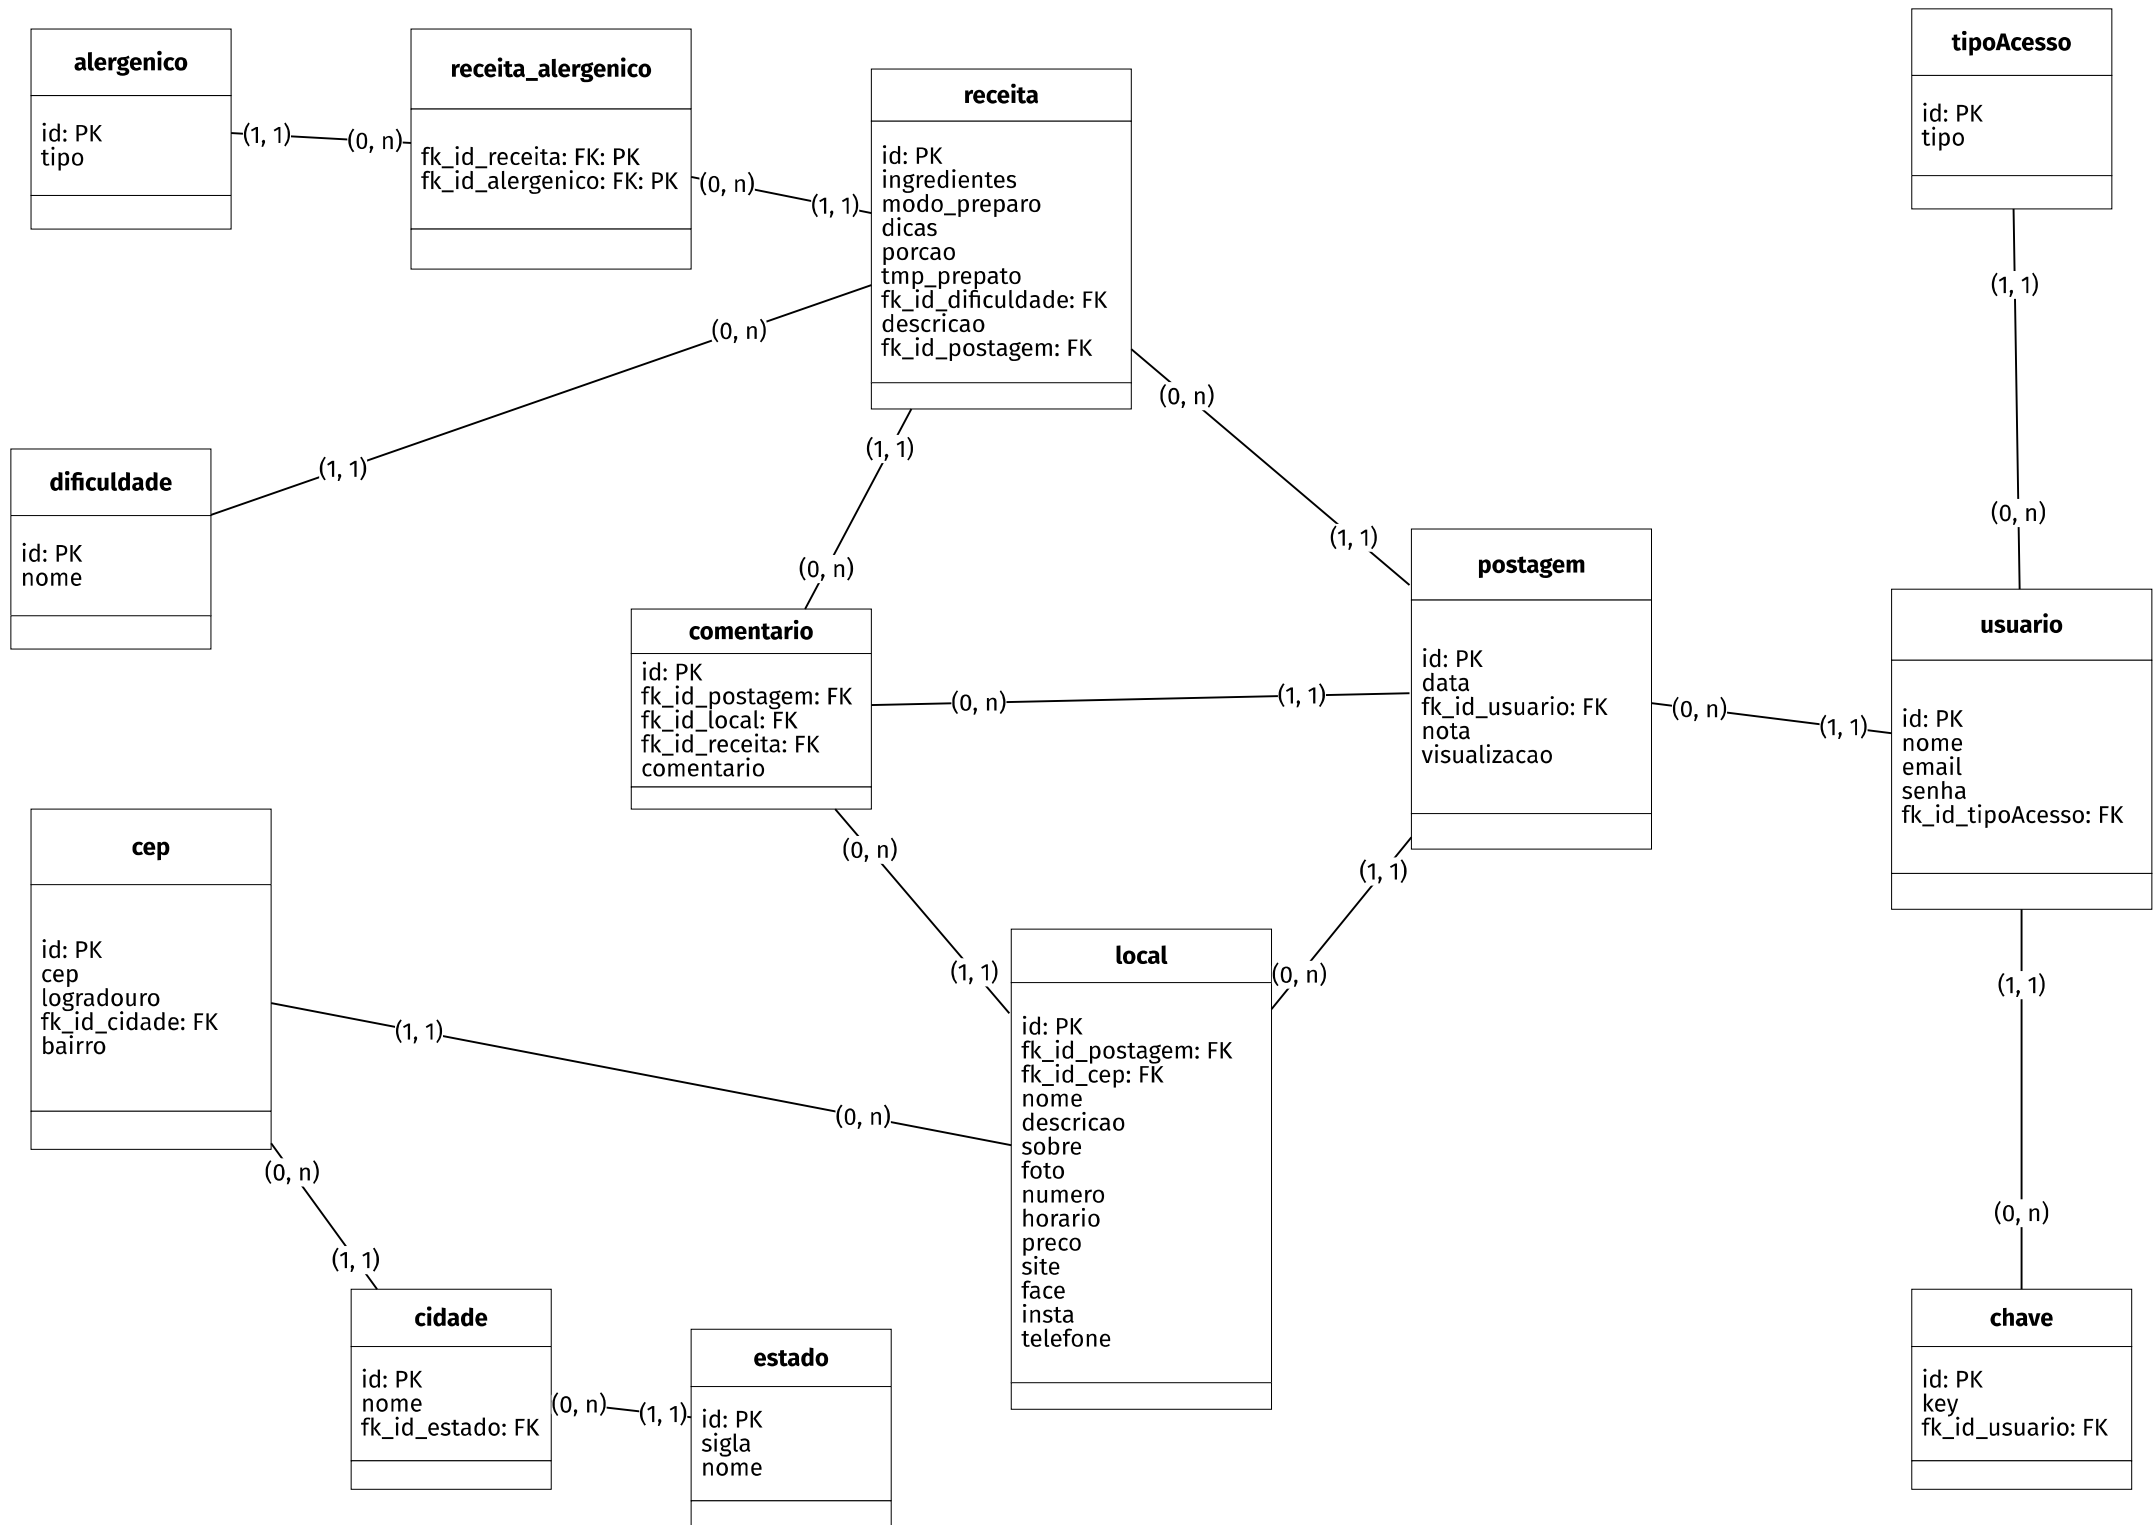 alergenico
id: PK
tipo
(1, 1)
(0, n)
receita_alergenico
fk_id_receita: FK: PK
fk_id_alergenico: FK: PK
(0, n)
(1, 1)
receita
id: PK
ingredientes
modo_preparo
dicas
porcao
tmp_prepato
fk_id_dificuldade: FK
descricao
fk_id_postagem: FK
tipoAcesso
id: PK
tipo
(1, 1)
(0, n)
(0, n)
(1, 1)
dificuldade
id: PK
nome
(1, 1)
(0, n)
(0, n)
(1, 1)
comentario
id: PK
fk_id_postagem: FK
fk_id_local: FK
fk_id_receita: FK
comentario
(0, n)
(1, 1)
postagem
id: PK
data
fk_id_usuario: FK
nota
visualizacao
(0, n)
(1, 1)
usuario
id: PK
nome
email
senha
fk_id_tipoAcesso: FK
cep
id: PK
cep
logradouro
fk_id_cidade: FK
bairro
(0, n)
(1, 1)
(1, 1)
(0, n)
local
id: PK
fk_id_postagem: FK
fk_id_cep: FK
nome
descricao
sobre
foto
numero
horario
preco
site
face
insta
telefone
(1, 1)
(0, n)
(0, n)
(1, 1)
cidade
id: PK
nome
fk_id_estado: FK
(0, n)
(1, 1)
estado
id: PK
sigla
nome
(1, 1)
(0, n)
chave
id: PK
key
fk_id_usuario: FK